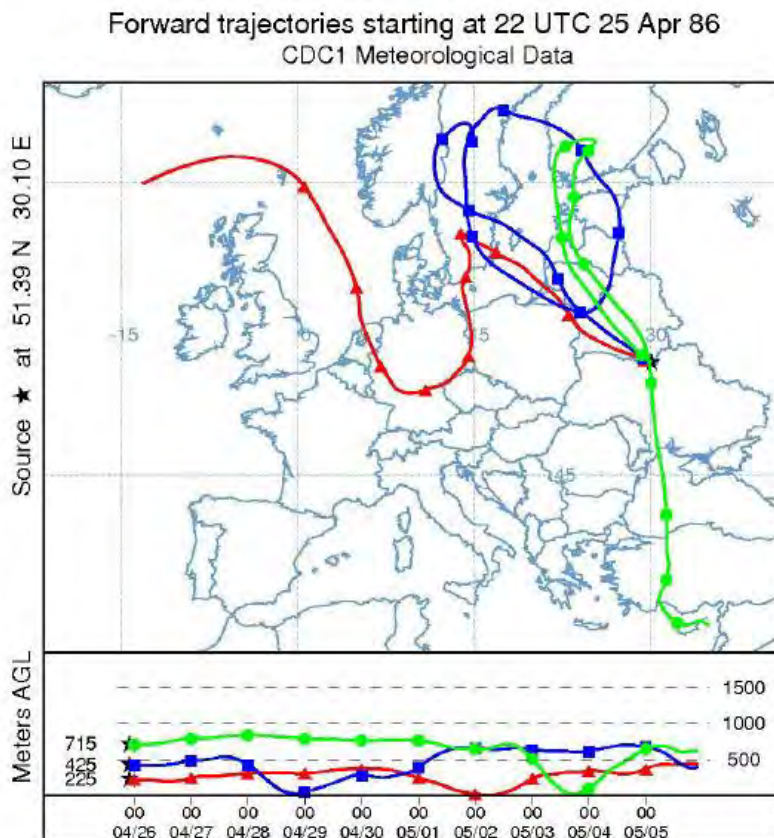 Forward trajectories starting at 22 UTC 25 Apr 86
CDC1 Meteorological Data
Source ★ at 51.39 N 30.10 E
-15
15
30
45
Meters AGL
1500
1000
715
500
425
225
00 00 00 00 00 00 00 00 00 00
04/26 04/27 04/28 04/29 04/30 05/01 05/02 05/03 05/04 05/05